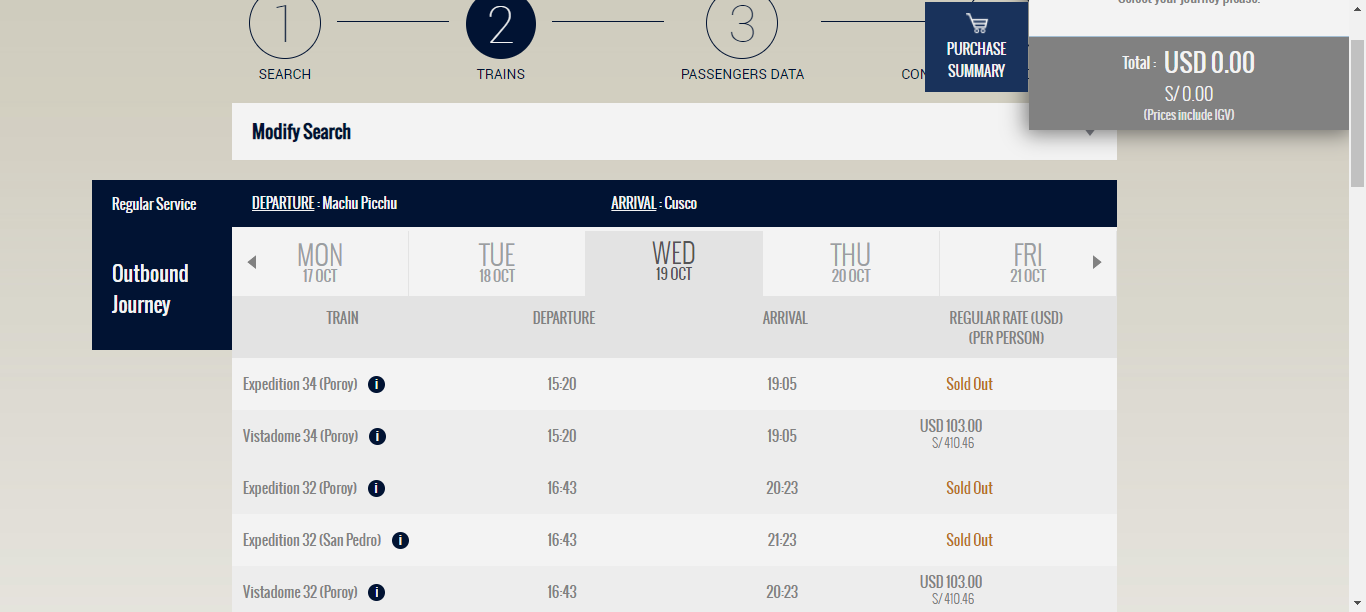 Select your journey please.
1
2
3
SEARCH
TRAINS
PASSENGERS DATA
CON
PURCHASE
SUMMARY
Total : USD 0.00
S/ 0.00
(Prices include IGV)
Modify Search
Regular Service
DEPARTURE : Machu Picchu
ARRIVAL : Cusco
Outbound
Journey
MON
17 OCT
TUE
18 OCT
WED
19 OCT
THU
20 OCT
FRI
21 OCT
TRAIN
DEPARTURE
ARRIVAL
REGULAR RATE (USD)
(PER PERSON)
Expedition 34 (Poroy) i
15:20
19:05
Sold Out
Vistadome 34 (Poroy) i
15:20
19:05
USD 103.00
S/ 410.46
Expedition 32 (Poroy) i
16:43
20:23
Sold Out
Expedition 32 (San Pedro) i
16:43
21:23
Sold Out
Vistadome 32 (Poroy) i
16:43
20:23
USD 103.00
S/ 410.46